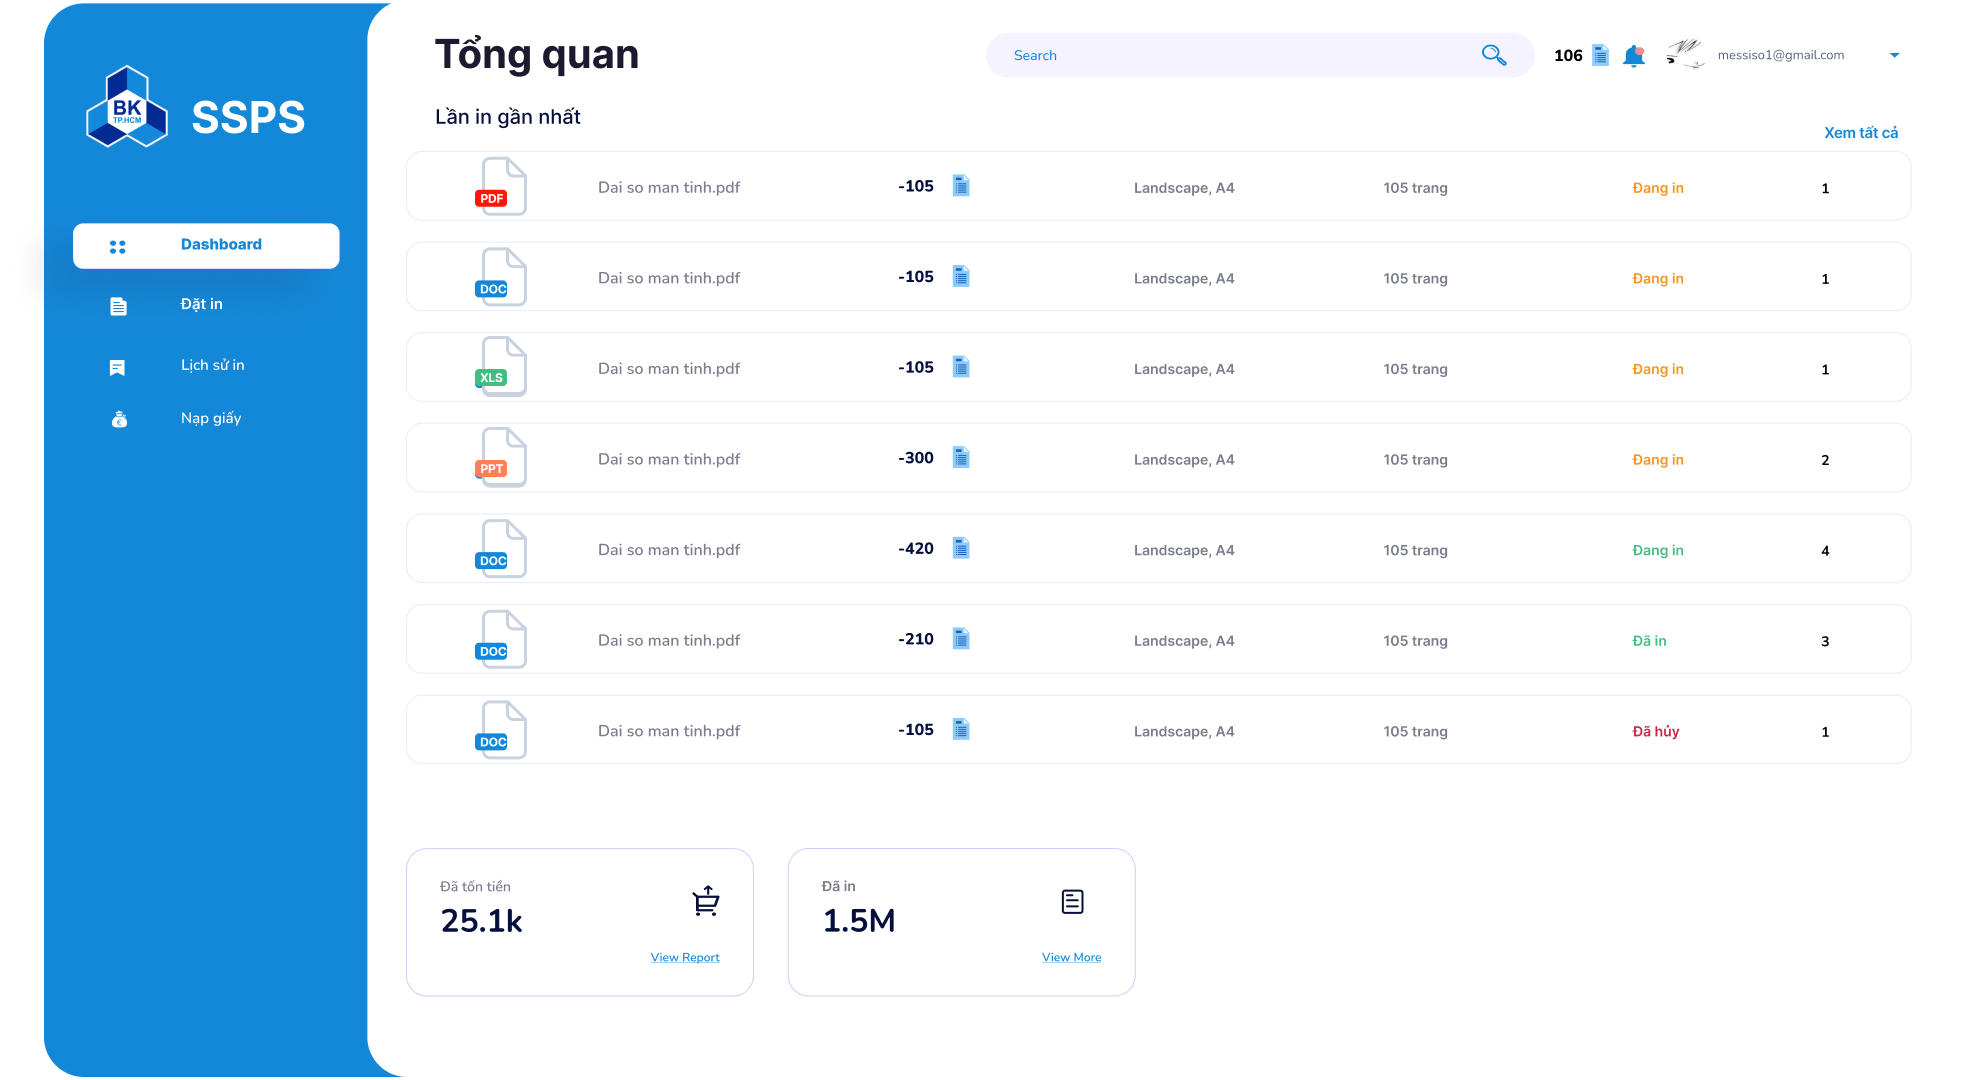 BK
TP.HCM
SSPS
Dashboard
Đặt in
Lịch sử in
Nạp giấy
Tổng quan
Search
106
messiso1@gmail.com
Lần in gần nhất
Xem tất cả
PDF Dai so man tinh.pdf -105 Landscape, A4 105 trang Đang in 1
DOC Dai so man tinh.pdf -105 Landscape, A4 105 trang Đang in 1
XLS Dai so man tinh.pdf -105 Landscape, A4 105 trang Đang in 1
PPT Dai so man tinh.pdf -300 Landscape, A4 105 trang Đang in 2
DOC Dai so man tinh.pdf -420 Landscape, A4 105 trang Đang in 4
DOC Dai so man tinh.pdf -210 Landscape, A4 105 trang Đã in 3
DOC Dai so man tinh.pdf -105 Landscape, A4 105 trang Đã hủy 1
Đã tốn tiền
25.1k
View Report
Đã in
1.5M
View More